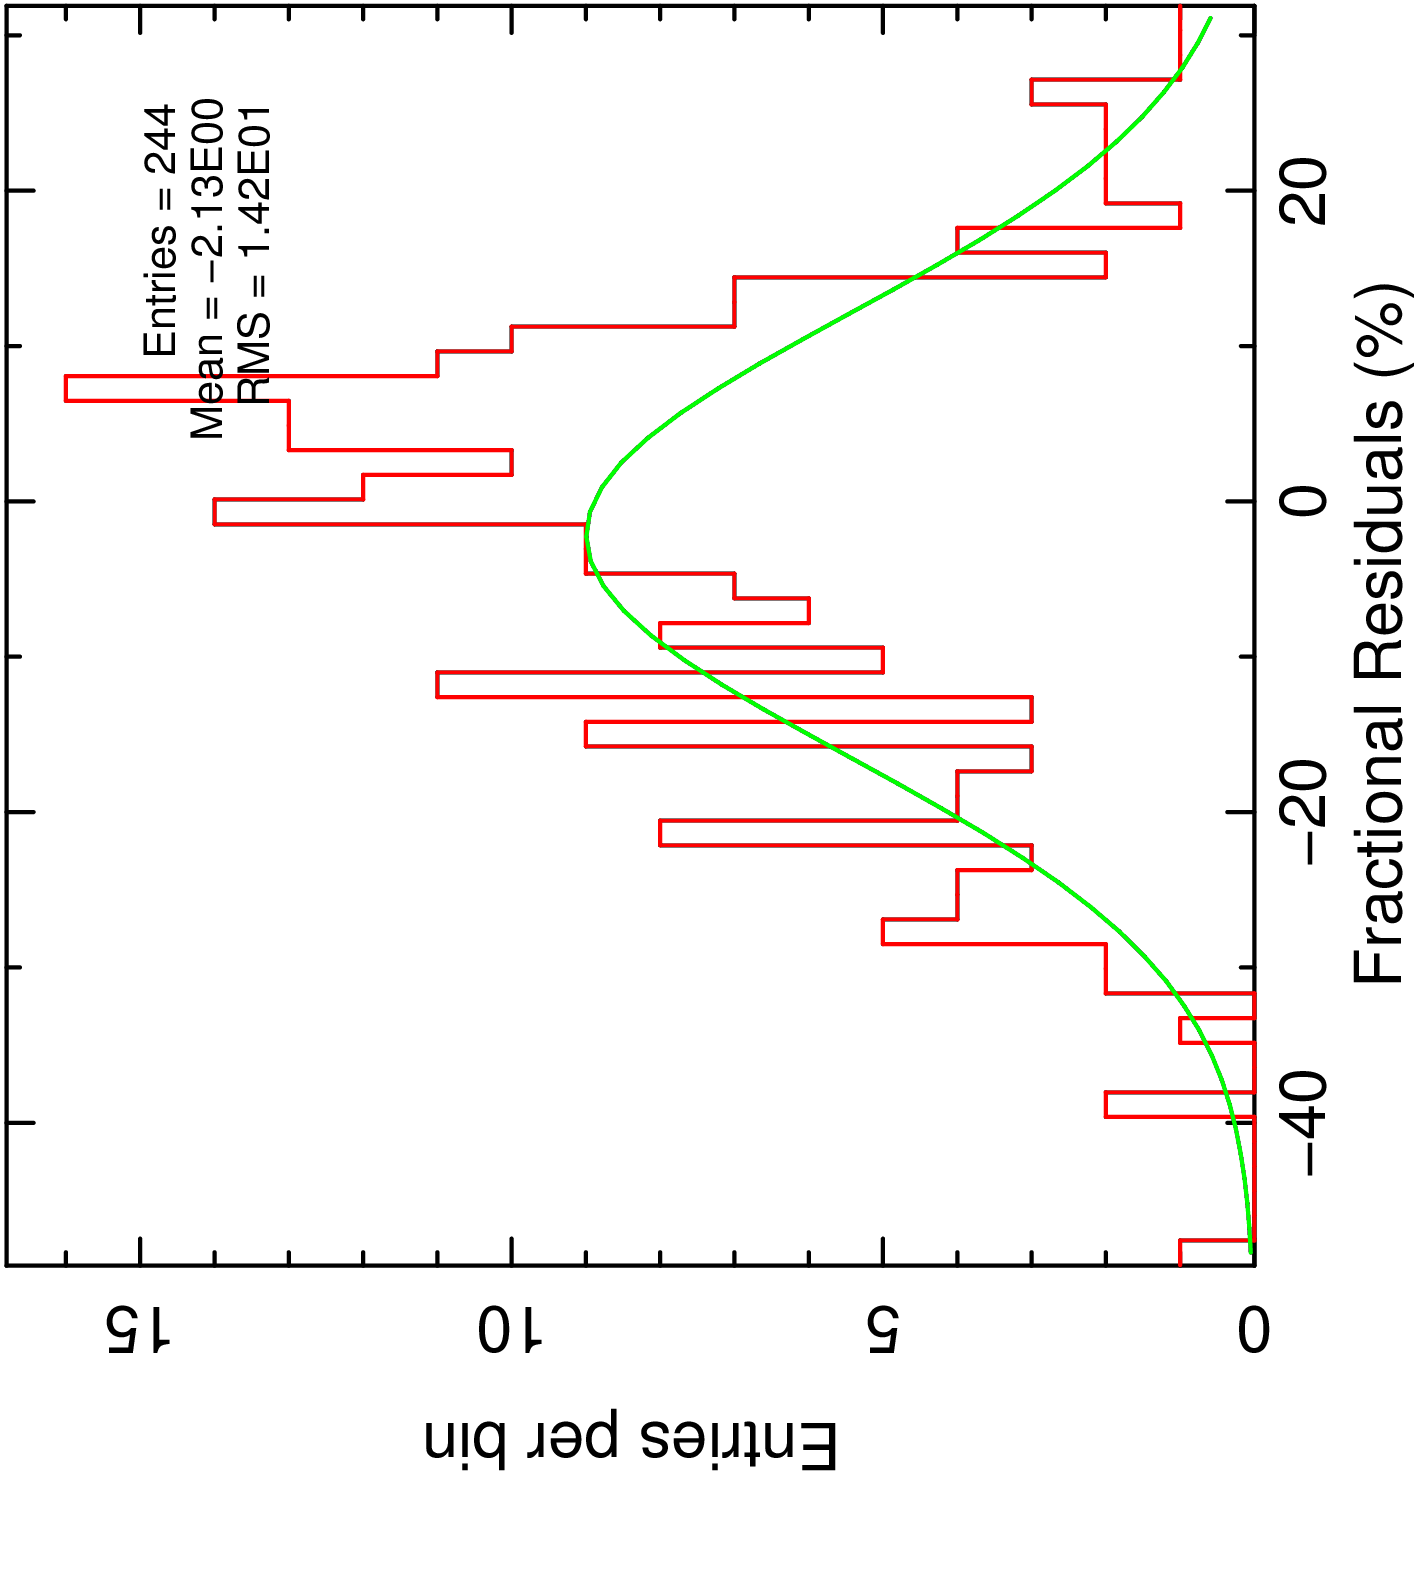 Entries = 244
Mean = −2.13E00
RMS = 1.42E01
15
10
5
0
Entries per bin
−40
−20
0
20
Fractional Residuals (%)